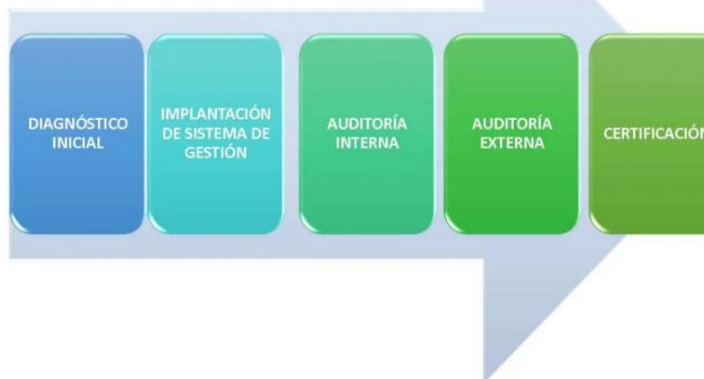 DIAGNÓSTICO
INICIAL
IMPLANTACIÓN
DE SISTEMA DE
GESTIÓN
AUDITORÍA
INTERNA
AUDITORÍA
EXTERNA
CERTIFICACIÓN